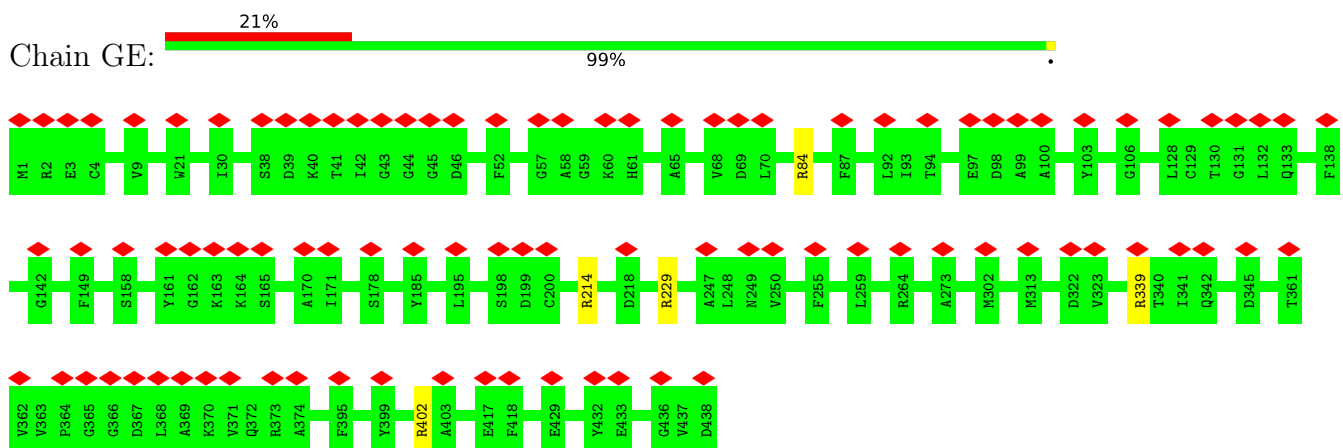 21%
Chain GE:
99%
•
M1 R2 E3 C4 V9 W21 I30 S38 D39 K40 T41 I42 G43 G44 G45 D46 F52 G57 A58 G59 K60 H61 A65 V68 D69 L70 R84 F87 L92 I93 T94 E97 D98 A99 A100 Y103 G106 L128 C129 T130 G131 L132 Q133 F138
G142 F149 S158 Y161 G162 K163 K164 S165 A170 I171 S178 Y185 L195 S198 D199 C200 R214 D218 R229 A247 L248 N249 V250 F255 L259 R264 A273 M302 M313 D322 V323 R339 T340 I341 Q342 D345 T361
V362 V363 P364 G365 G366 D367 L368 A369 K370 V371 Q372 R373 A374 F395 Y399 R402 A403 E417 F418 E429 Y432 E433 G436 V437 D438